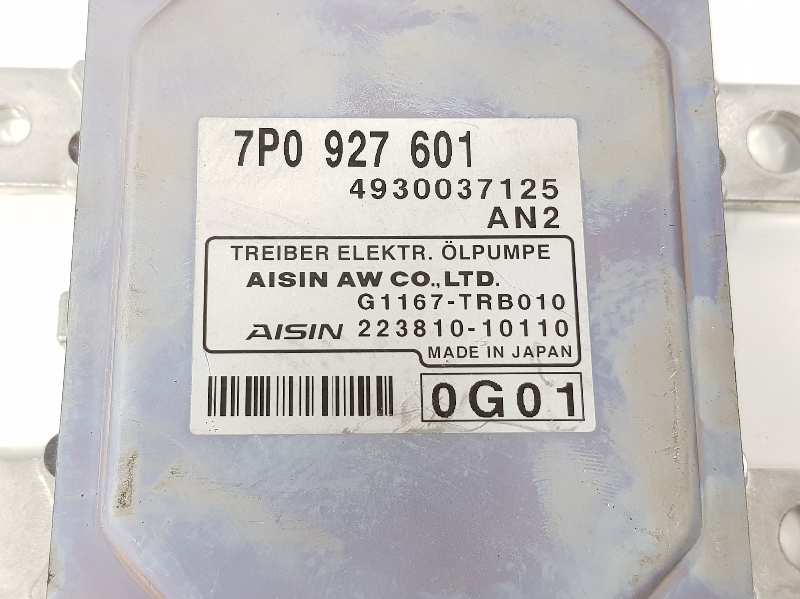 7P0 927 601
4930037125
AN2
TREIBER ELEKTR. ÖLPUMPE
AISIN AW CO.,LTD.
G1167-TRB010
AISIN 223810-10110
MADE IN JAPAN
0G01